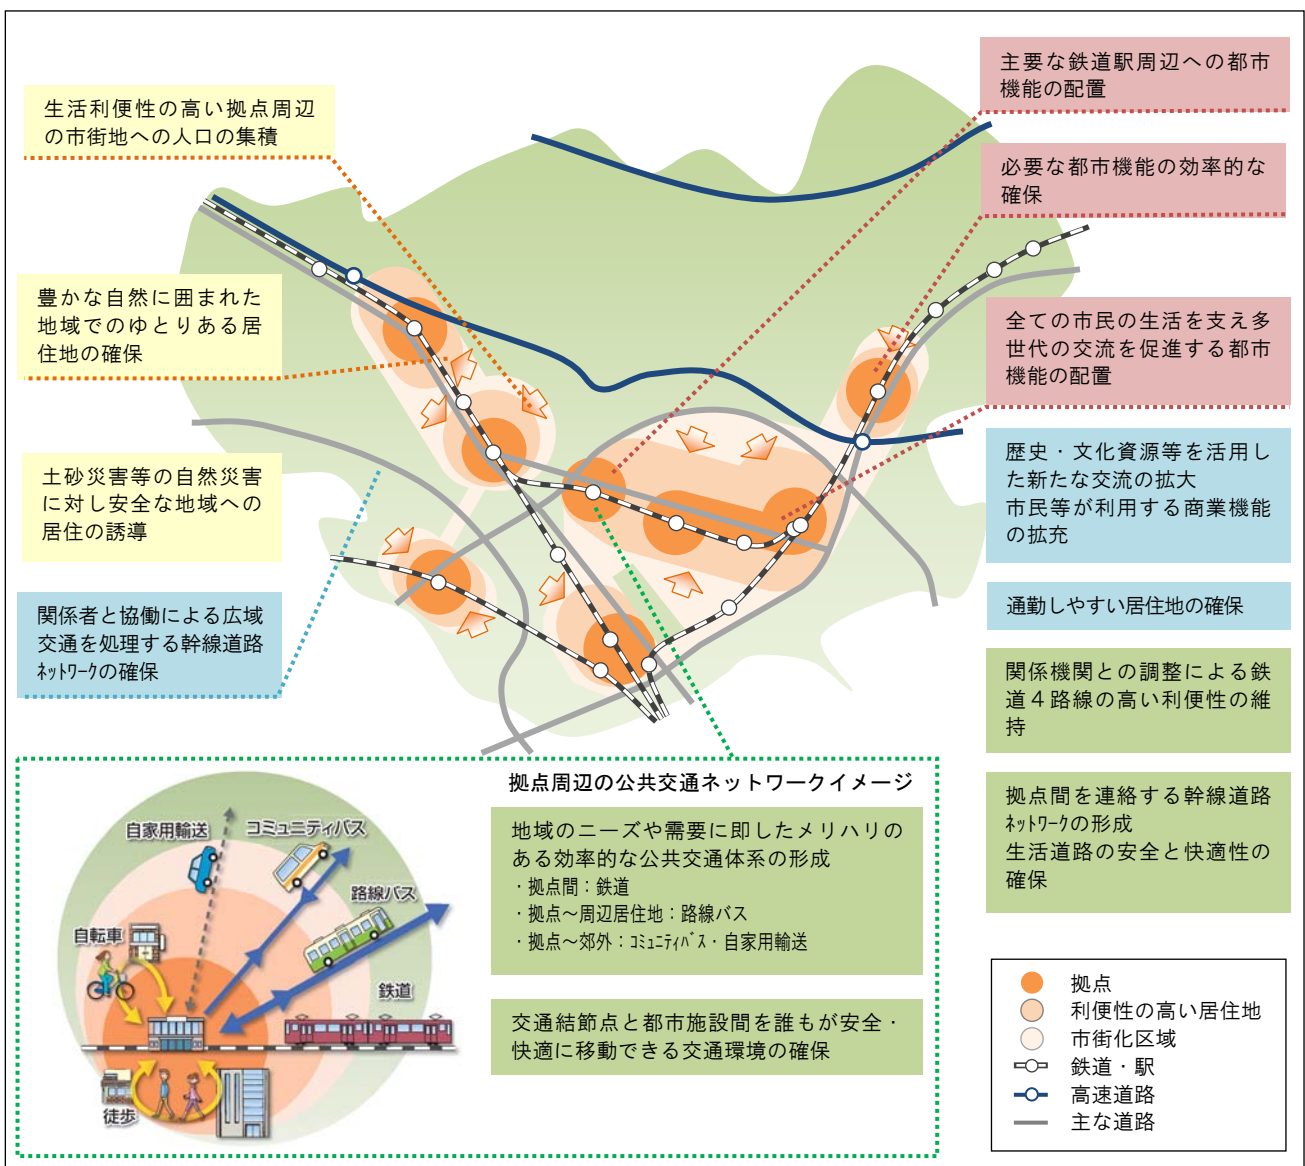 生活利便性の高い拠点周辺
の市街地への人口の集積
豊かな自然に囲まれた
地域でのゆとりある居
住地の確保
土砂災害等の自然災害
に対し安全な地域への
居住の誘導
関係者と協働による広域
交通を処理する幹線道路
ﾈｯﾄﾜｰｸの確保
主要な鉄道駅周辺への都市
機能の配置
必要な都市機能の効率的な
確保
全ての市民の生活を支え多
世代の交流を促進する都市
機能の配置
歴史・文化資源等を活用し
た新たな交流の拡大
市民等が利用する商業機能
の拡充
通勤しやすい居住地の確保
関係機関との調整による鉄
道４路線の高い利便性の維
持
拠点間を連絡する幹線道路
ﾈｯﾄﾜｰｸの形成
生活道路の安全と快適性の
確保
拠点周辺の公共交通ネットワークイメージ
地域のニーズや需要に即したメリハリの
ある効率的な公共交通体系の形成
・拠点間：鉄道
・拠点～周辺居住地：路線バス
・拠点～郊外：ｺﾐｭﾆﾃｨﾊﾞｽ・自家用輸送
交通結節点と都市施設間を誰もが安全・
快適に移動できる交通環境の確保
自家用輸送
コミュニティバス
路線バス
自転車
鉄道
徒歩
拠点
利便性の高い居住地
市街化区域
鉄道・駅
高速道路
主な道路